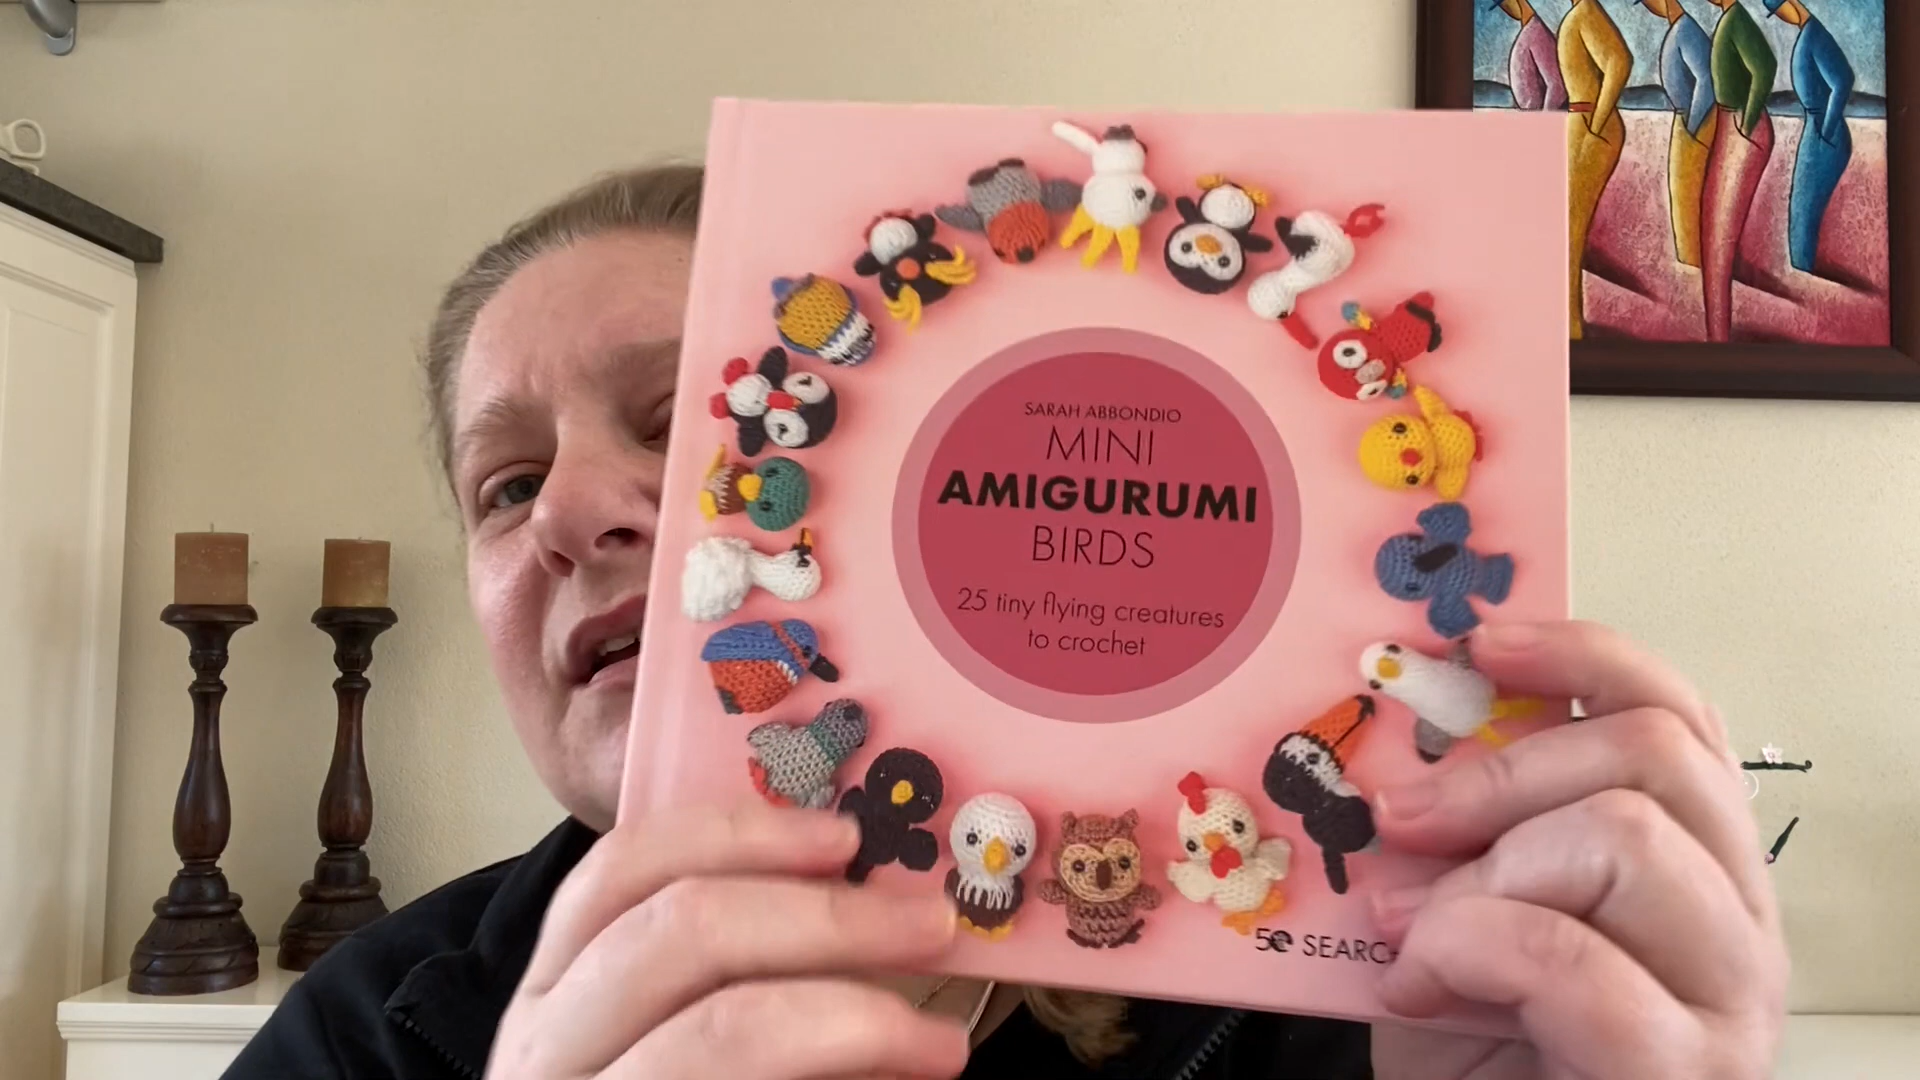 SARAH ABBONDIO
MINI
AMIGURUMI
BIRDS
25 tiny flying creatures
to crochet